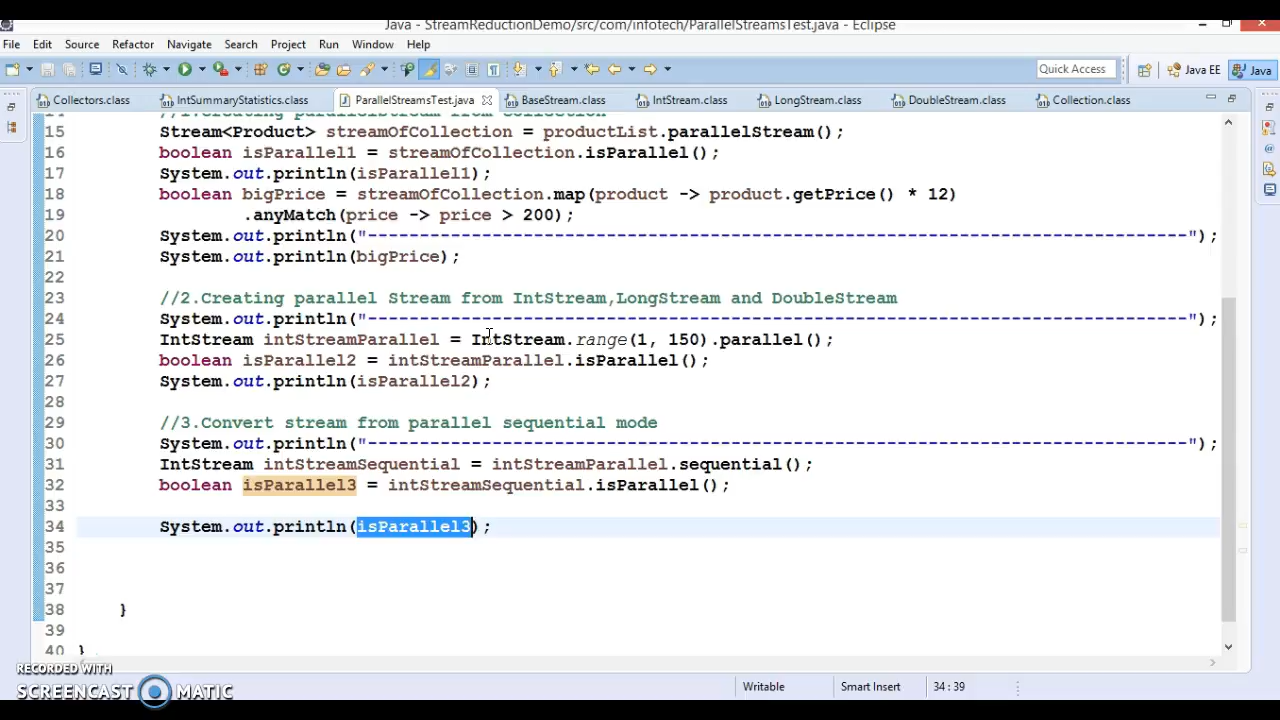 Java - StreamReductionDemo/src/com/infotech/ParallelStreamsTest.java - Eclipse
File Edit Source Refactor Navigate Search Project Run Window Help
Quick Access Java EE Java
Collectors.class IntSummaryStatistics.class ParallelStreamsTest.java BaseStream.class IntStream.class LongStream.class DoubleStream.class Collection.class
14 //1.Creating parallelStream from Collection
15 Stream<Product> streamOfCollection = productList.parallelStream();
16 boolean isParallel1 = streamOfCollection.isParallel();
17 System.out.println(isParallel1);
18 boolean bigPrice = streamOfCollection.map(product -> product.getPrice() * 12)
19 .anyMatch(price -> price > 200);
20 System.out.println("-------------------------------------------------------------------------------");
21 System.out.println(bigPrice);
22
23 //2.Creating parallel Stream from IntStream,LongStream and DoubleStream
24 System.out.println("-------------------------------------------------------------------------------");
25 IntStream intStreamParallel = IntStream.range(1, 150).parallel();
26 boolean isParallel2 = intStreamParallel.isParallel();
27 System.out.println(isParallel2);
28
29 //3.Convert stream from parallel sequential mode
30 System.out.println("-------------------------------------------------------------------------------");
31 IntStream intStreamSequential = intStreamParallel.sequential();
32 boolean isParallel3 = intStreamSequential.isParallel();
33
34 System.out.println(isParallel3);
35
36
37
38 }
39
40 }
RECORDED WITH
SCREENCAST MATIC
Writable Smart Insert 34 : 39